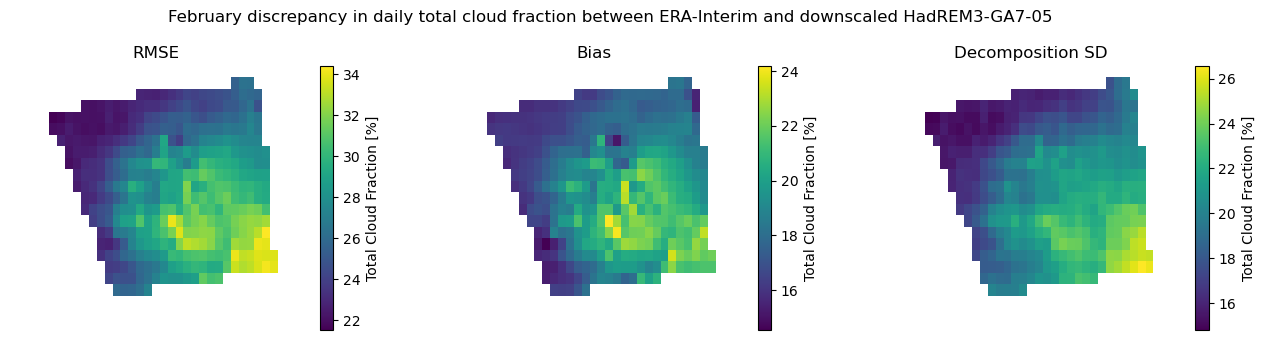 February discrepancy in daily total cloud fraction between ERA-Interim and downscaled HadREM3-GA7-05
RMSE
34
32
30
28
26
24
22
Total Cloud Fraction [%]
Bias
24
22
20
18
16
Total Cloud Fraction [%]
Decomposition SD
26
24
22
20
18
16
Total Cloud Fraction [%]